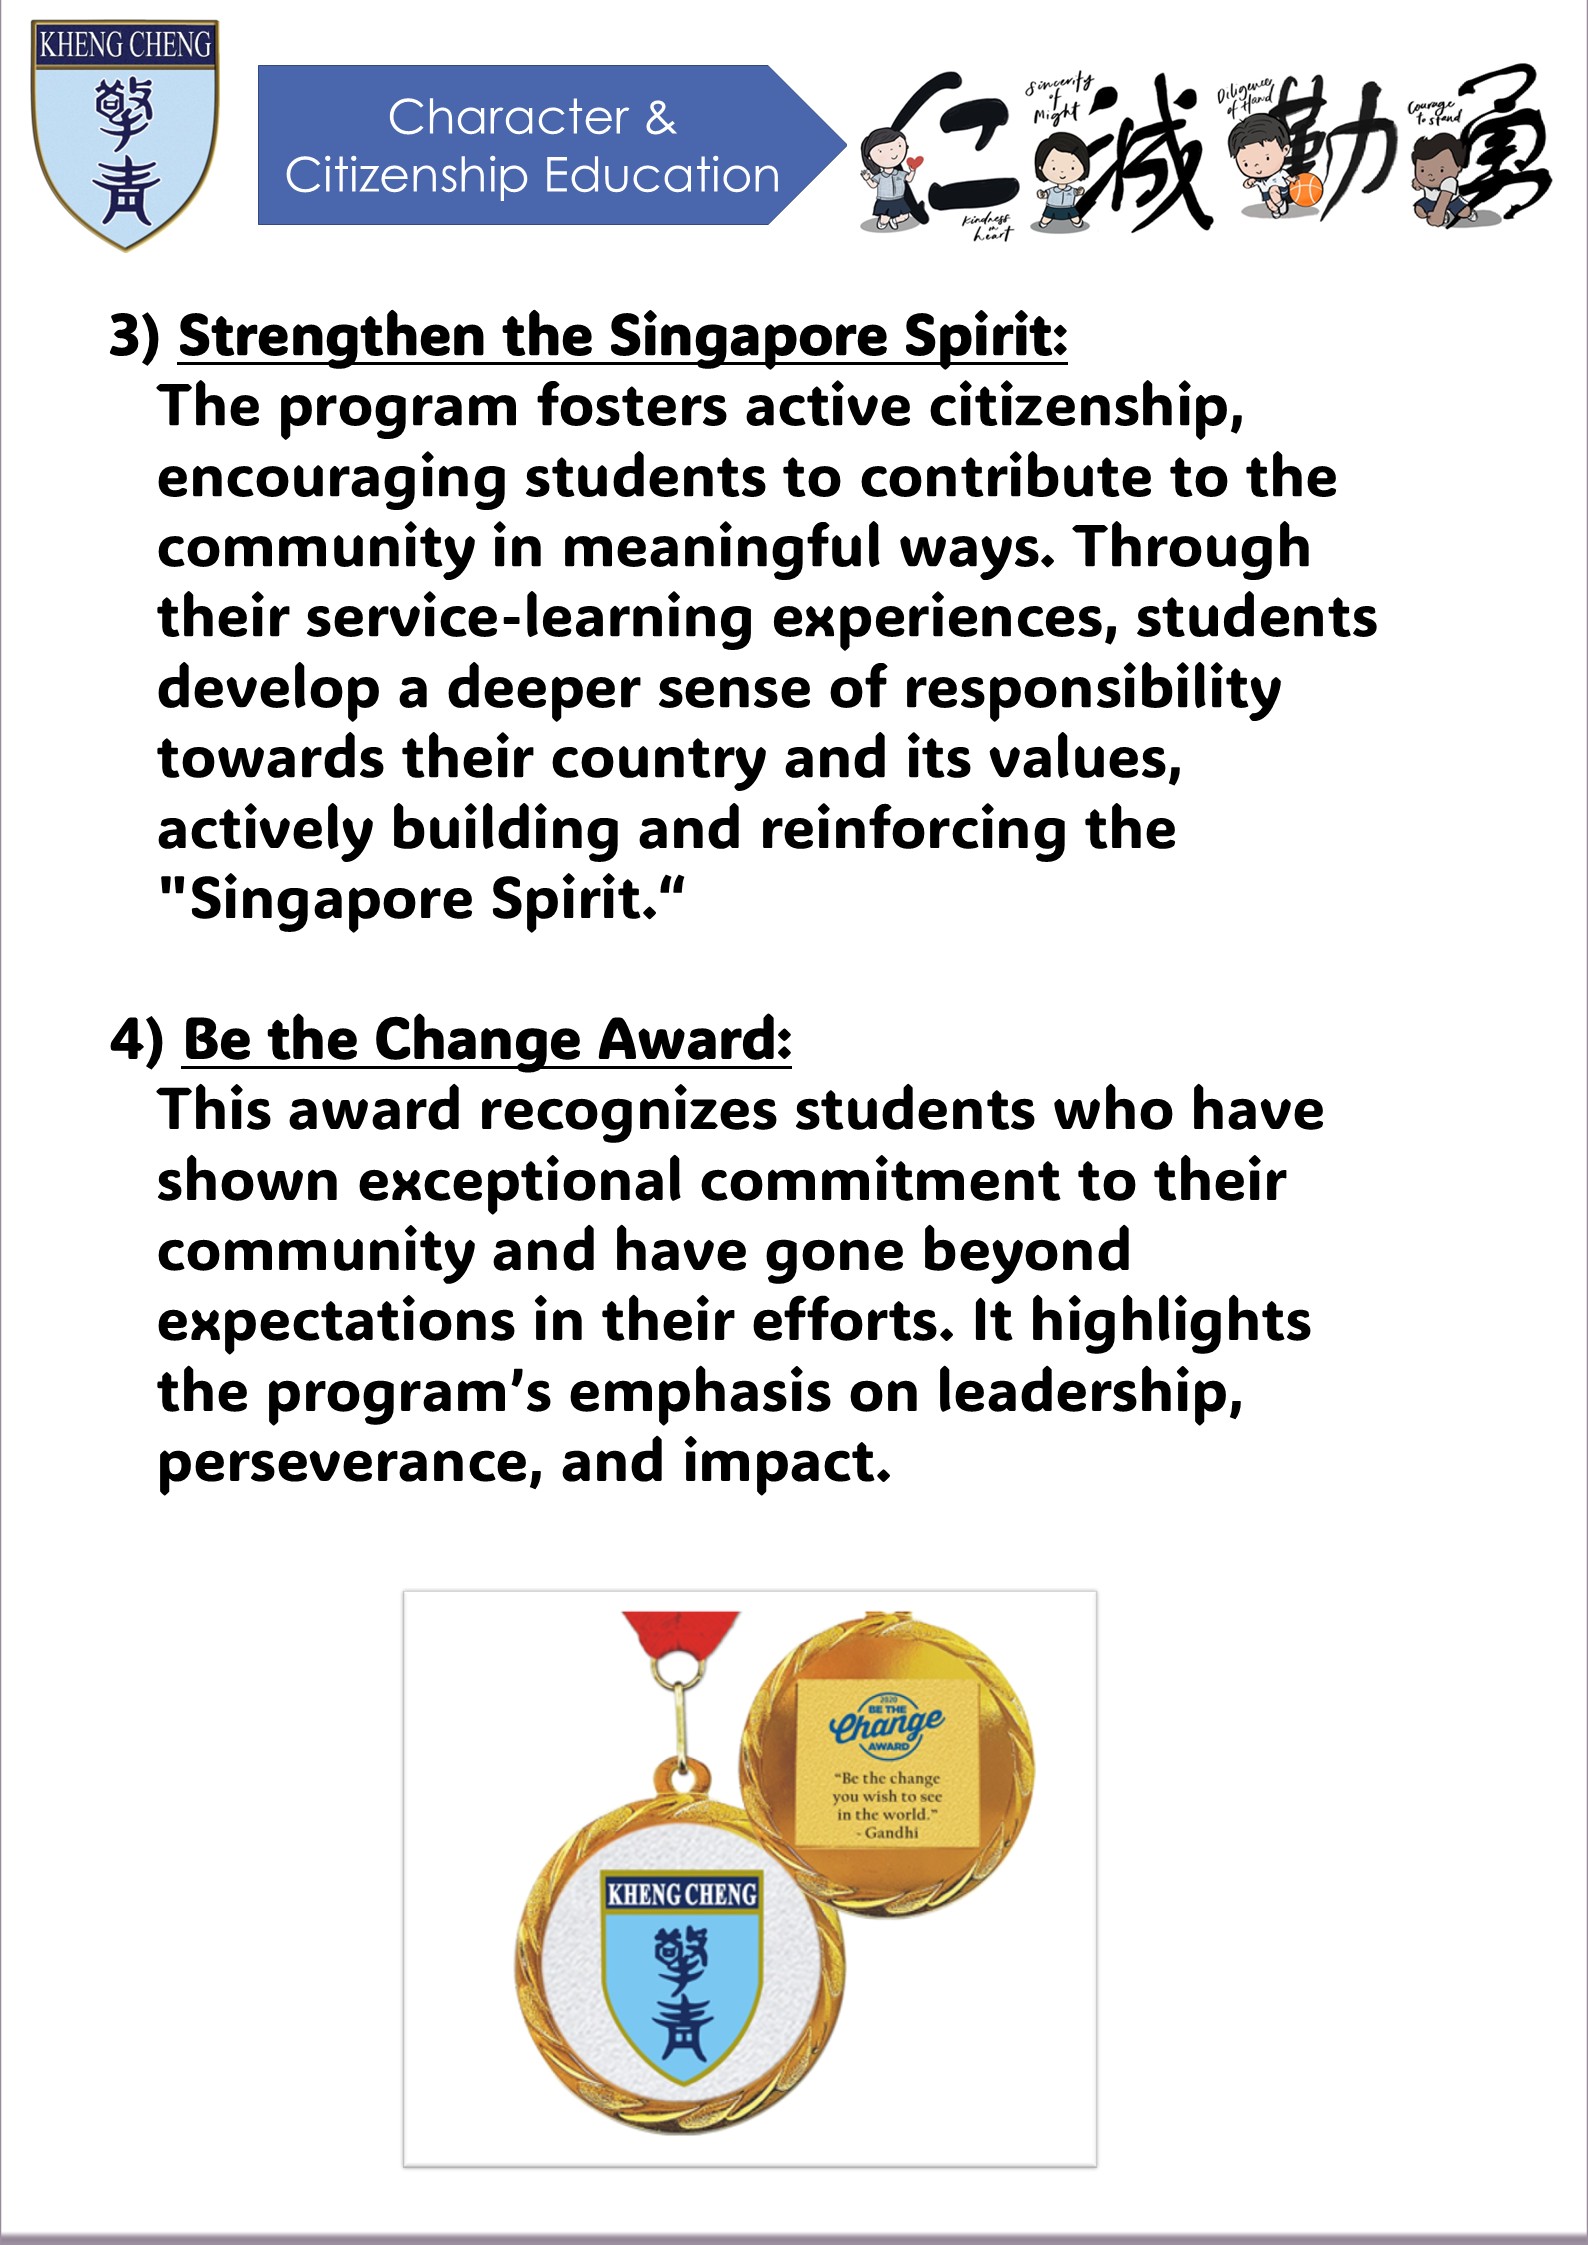 KHENG CHENG
擎
青
Character &
Citizenship Education
仁 诚 勤 勇
Kindness in heart
Sincerity of Might
Diligence of Hand
Courage to stand
3) Strengthen the Singapore Spirit:
The program fosters active citizenship,
encouraging students to contribute to the
community in meaningful ways. Through
their service-learning experiences, students
develop a deeper sense of responsibility
towards their country and its values,
actively building and reinforcing the
"Singapore Spirit.“
4) Be the Change Award:
This award recognizes students who have
shown exceptional commitment to their
community and have gone beyond
expectations in their efforts. It highlights
the program’s emphasis on leadership,
perseverance, and impact.
2020
BE THE
Change
AWARD
“Be the change
you wish to see
in the world.”
- Gandhi
KHENG CHENG
擎
青